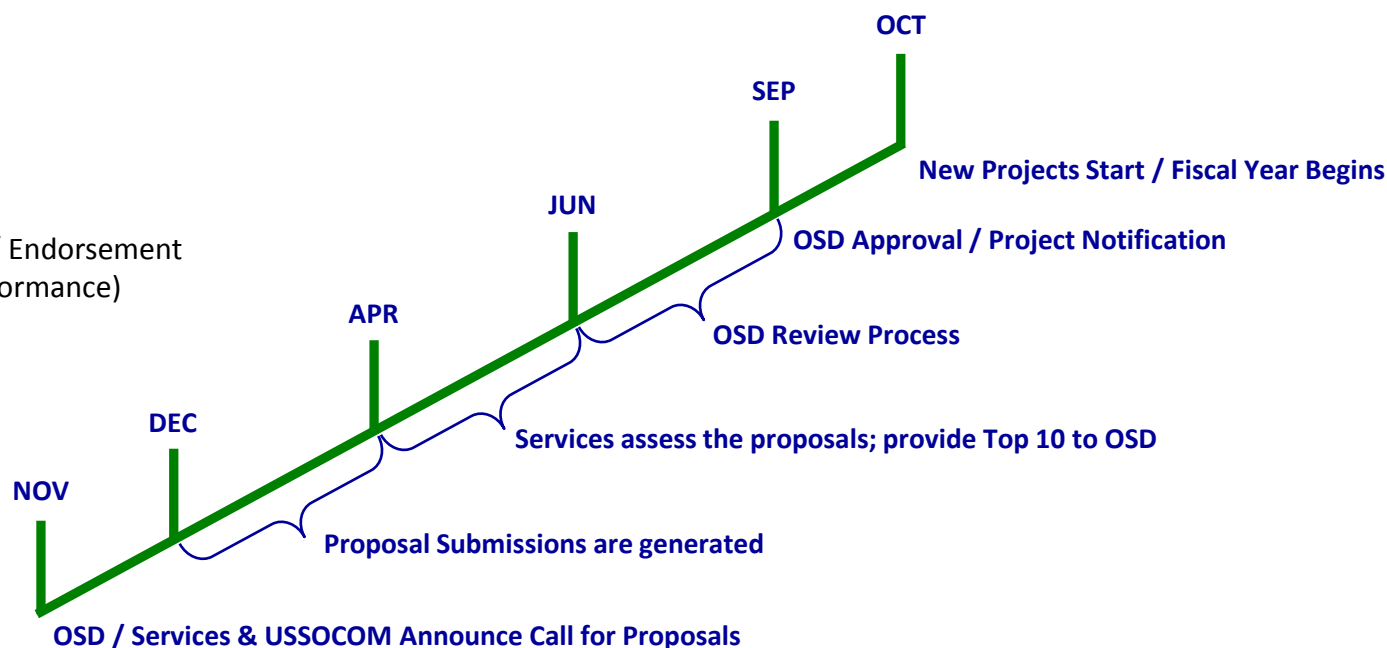 OCT
SEP
New Projects Start / Fiscal Year Begins
JUN
OSD Approval / Project Notification
Endorsement
APR
OSD Review Process
DEC
Services assess the proposals; provide Top 10 to OSD
NOV
Proposal Submissions are generated
OSD / Services & USSOCOM Announce Call for Proposals